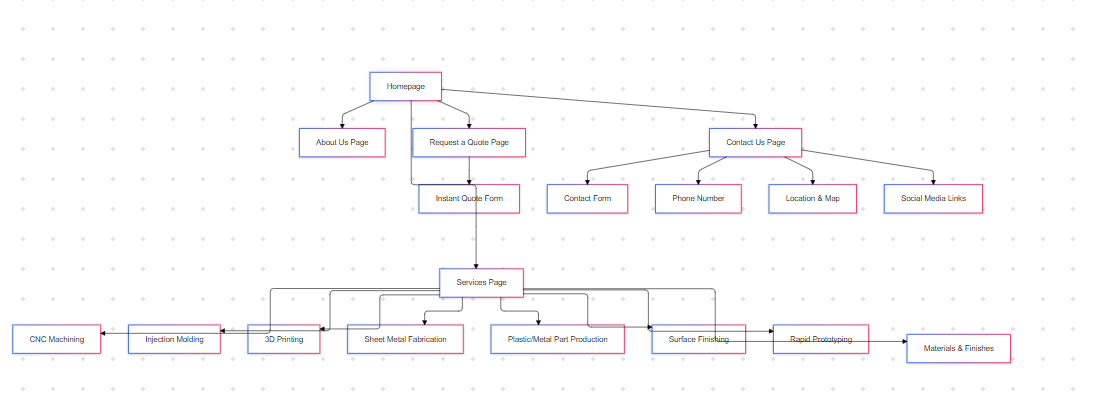 Homepage
About Us Page
Request a Quote Page
Contact Us Page
Instant Quote Form
Contact Form
Phone Number
Location & Map
Social Media Links
Services Page
CNC Machining
Injection Molding
3D Printing
Sheet Metal Fabrication
Plastic/Metal Part Production
Surface Finishing
Rapid Prototyping
Materials & Finishes